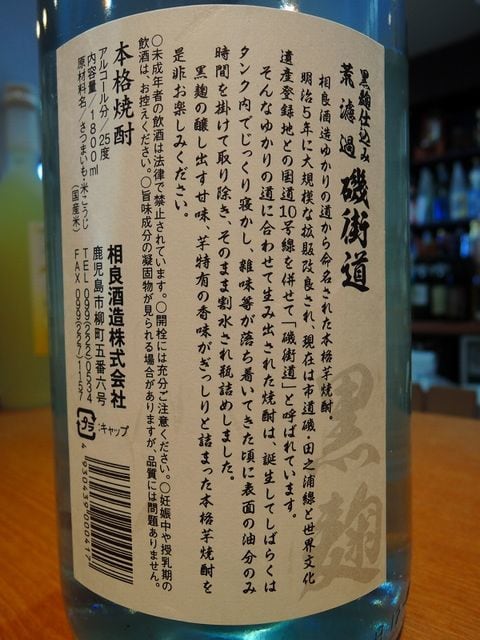 黒麹仕込み
荒濾過 磯街道
相良酒造ゆかりの道から命名された本格芋焼酎。
明治5年に大規模な拡販改良され、現在は市道磯・田之浦線と世界文化
遺産登録地との国道10号線を併せて「磯街道」と呼ばれています。
そんなゆかりの道に合わせて生み出された焼酎は、誕生してしばらくは
タンク内でじっくり寝かし、雑味等が落ち着いてきた頃に表面の油分のみ
時間を掛けて取り除き、そのまま割水され瓶詰めしました。
黒麹の醸し出す甘味、芋特有の香味がぎっしりと詰まった本格芋焼酎を
是非お楽しみください。
〇未成年者の飲酒は法律で禁止されています。〇開栓には充分ご注意ください。〇妊娠中や授乳期の
飲酒は、お控えください。〇旨味成分の凝固物が見られる場合がありますが、品質には問題ありません。
本格焼酎
アルコール分/25度
内容量/1800ml
原材料名/さつまいも・米こうじ
(国産米)
相良酒造株式会社
鹿児島市柳町五番六号
TEL 099(222)0534
FAX 099(227)1157
:キャップ
4930439000417
黒麹